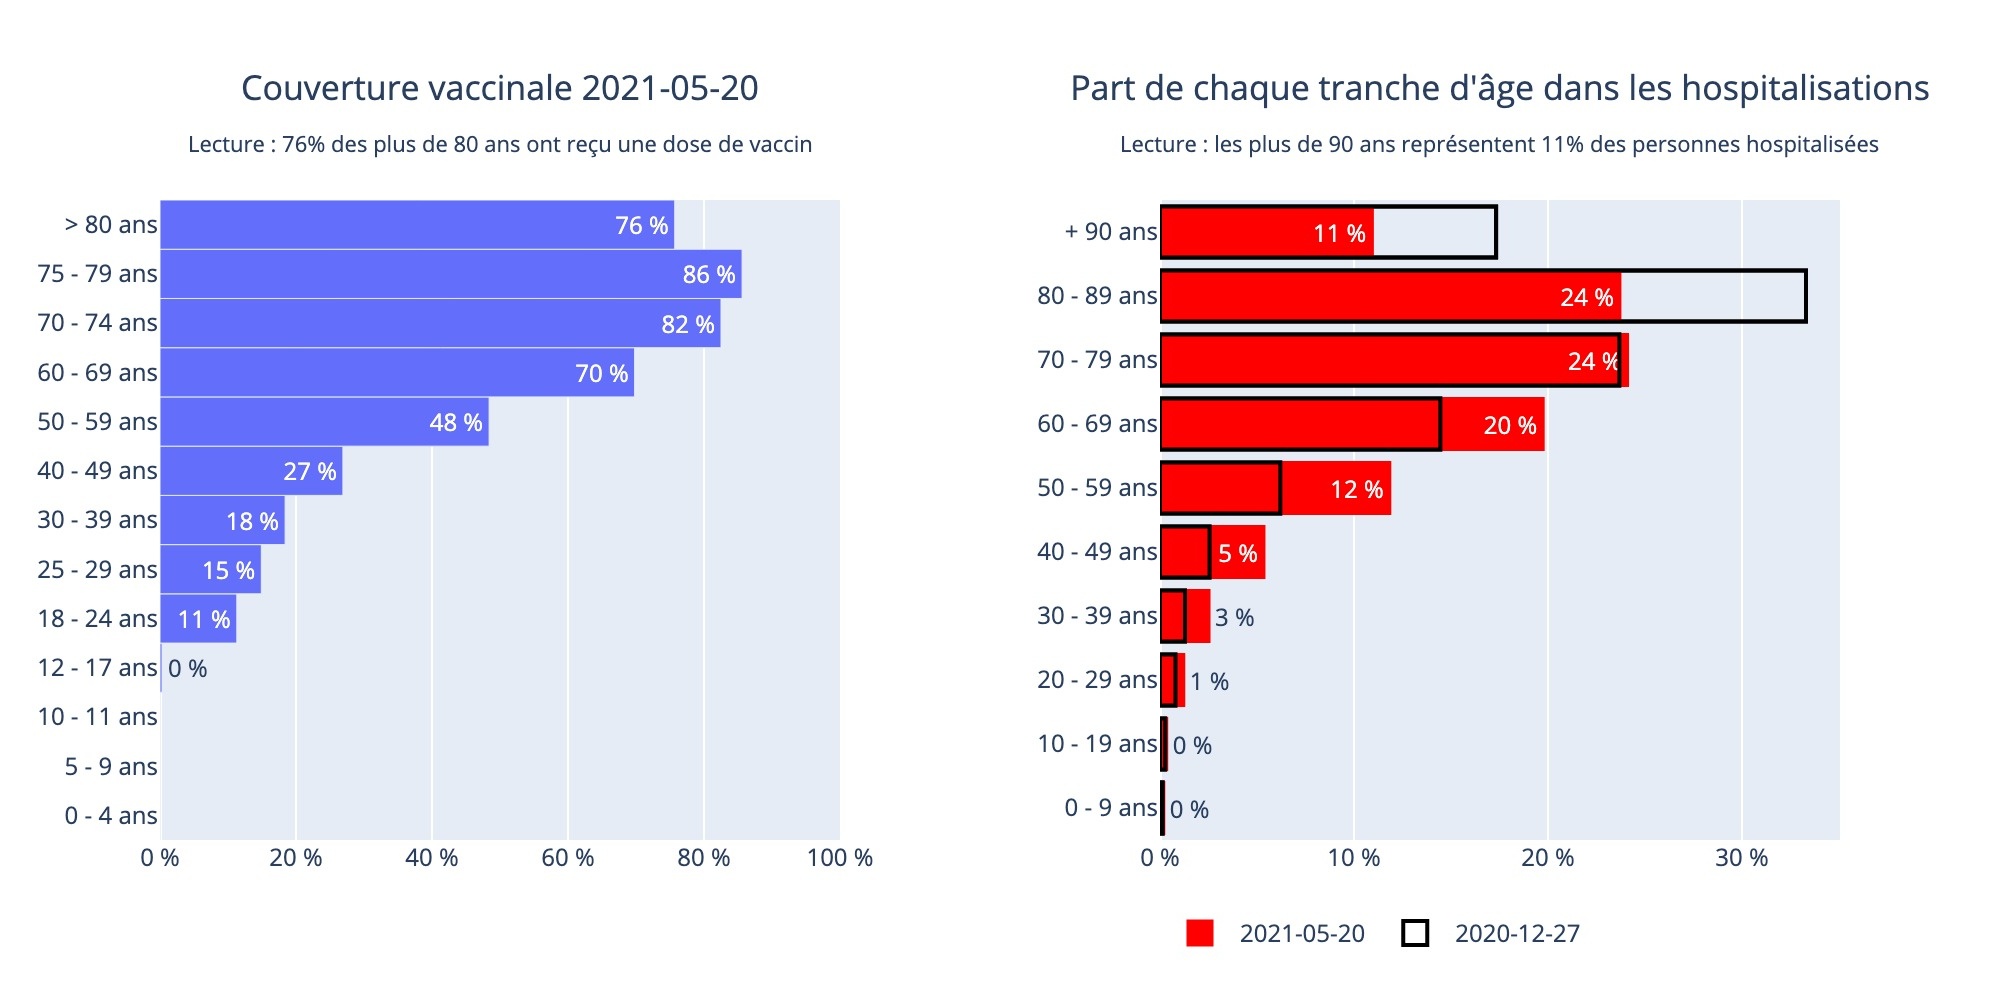 Couverture vaccinale 2021-05-20
Lecture : 76% des plus de 80 ans ont reçu une dose de vaccin
> 80 ans 76 %
75 - 79 ans 86 %
70 - 74 ans 82 %
60 - 69 ans 70 %
50 - 59 ans 48 %
40 - 49 ans 27 %
30 - 39 ans 18 %
25 - 29 ans 15 %
18 - 24 ans 11 %
12 - 17 ans 0 %
10 - 11 ans
5 - 9 ans
0 - 4 ans
0 % 20 % 40 % 60 % 80 % 100 %
Part de chaque tranche d'âge dans les hospitalisations
Lecture : les plus de 90 ans représentent 11% des personnes hospitalisées
+ 90 ans 11 %
80 - 89 ans 24 %
70 - 79 ans 24 %
60 - 69 ans 20 %
50 - 59 ans 12 %
40 - 49 ans 5 %
30 - 39 ans 3 %
20 - 29 ans 1 %
10 - 19 ans 0 %
0 - 9 ans 0 %
0 % 10 % 20 % 30 %
2021-05-20 2020-12-27